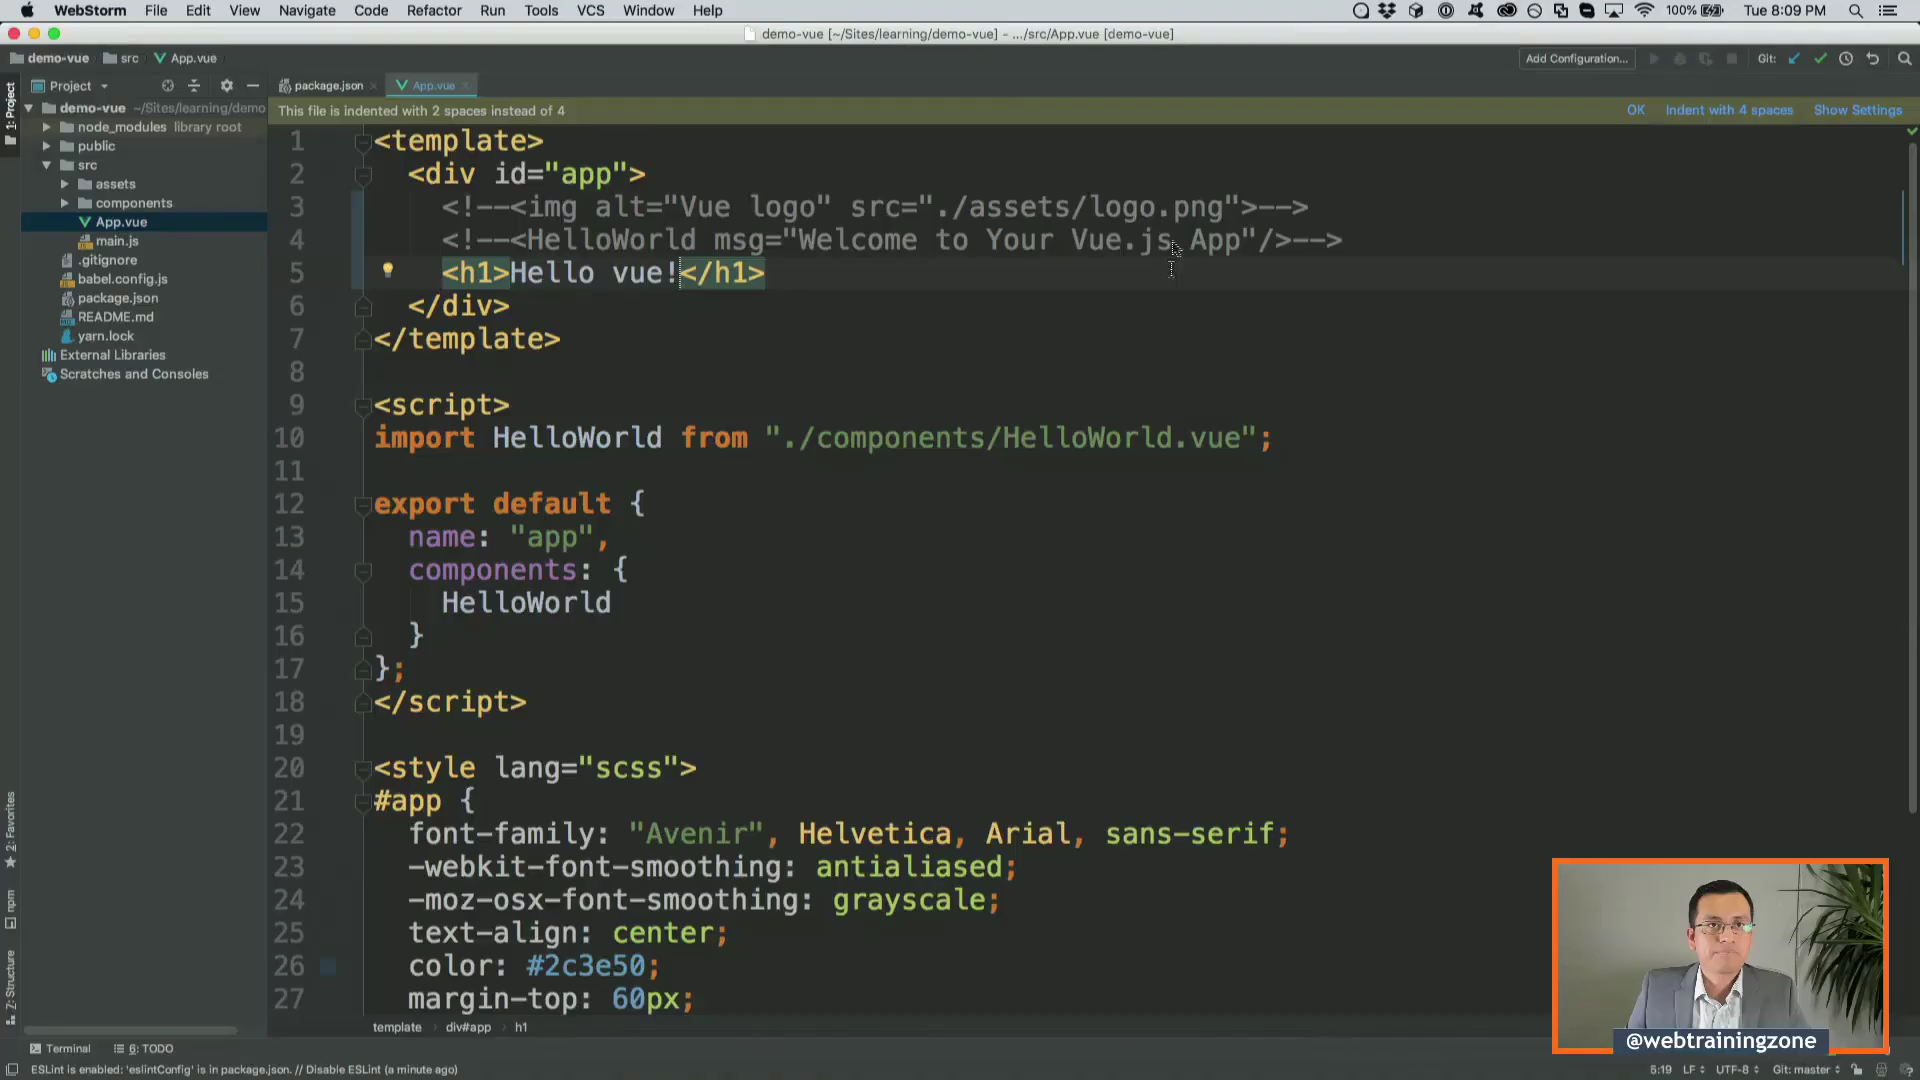 WebStorm File Edit View Navigate Code Refactor Run Tools VCS Window Help 100% Tue 8:09 PM
demo-vue [~/Sites/learning/demo-vue] - .../src/App.vue [demo-vue]
demo-vue src App.vue Add Configuration... Git:
Project package.json App.vue
This file is indented with 2 spaces instead of 4 OK Indent with 4 spaces Show Settings
1: Project
demo-vue ~/Sites/learning/demo
node_modules library root
public
src
assets
components
App.vue
main.js
.gitignore
babel.config.js
package.json
README.md
yarn.lock
External Libraries
Scratches and Consoles
2: Favorites
npm
7: Structure
1 <template>
2 <div id="app">
3 <!--<img alt="Vue logo" src="./assets/logo.png">-->
4 <!--<HelloWorld msg="Welcome to Your Vue.js App"/>-->
5 <h1>Hello vue!</h1>
6 </div>
7 </template>
8
9 <script>
10 import HelloWorld from "./components/HelloWorld.vue";
11
12 export default {
13 name: "app",
14 components: {
15 HelloWorld
16 }
17 };
18 </script>
19
20 <style lang="scss">
21 #app {
22 font-family: "Avenir", Helvetica, Arial, sans-serif;
23 -webkit-font-smoothing: antialiased;
24 -moz-osx-font-smoothing: grayscale;
25 text-align: center;
26 color: #2c3e50;
27 margin-top: 60px;
template div#app h1
@webtrainingzone
Terminal 6: TODO
ESLint is enabled: 'eslintConfig' is in package.json. // Disable ESLint (a minute ago) 5:19 LF UTF-8 Git: master